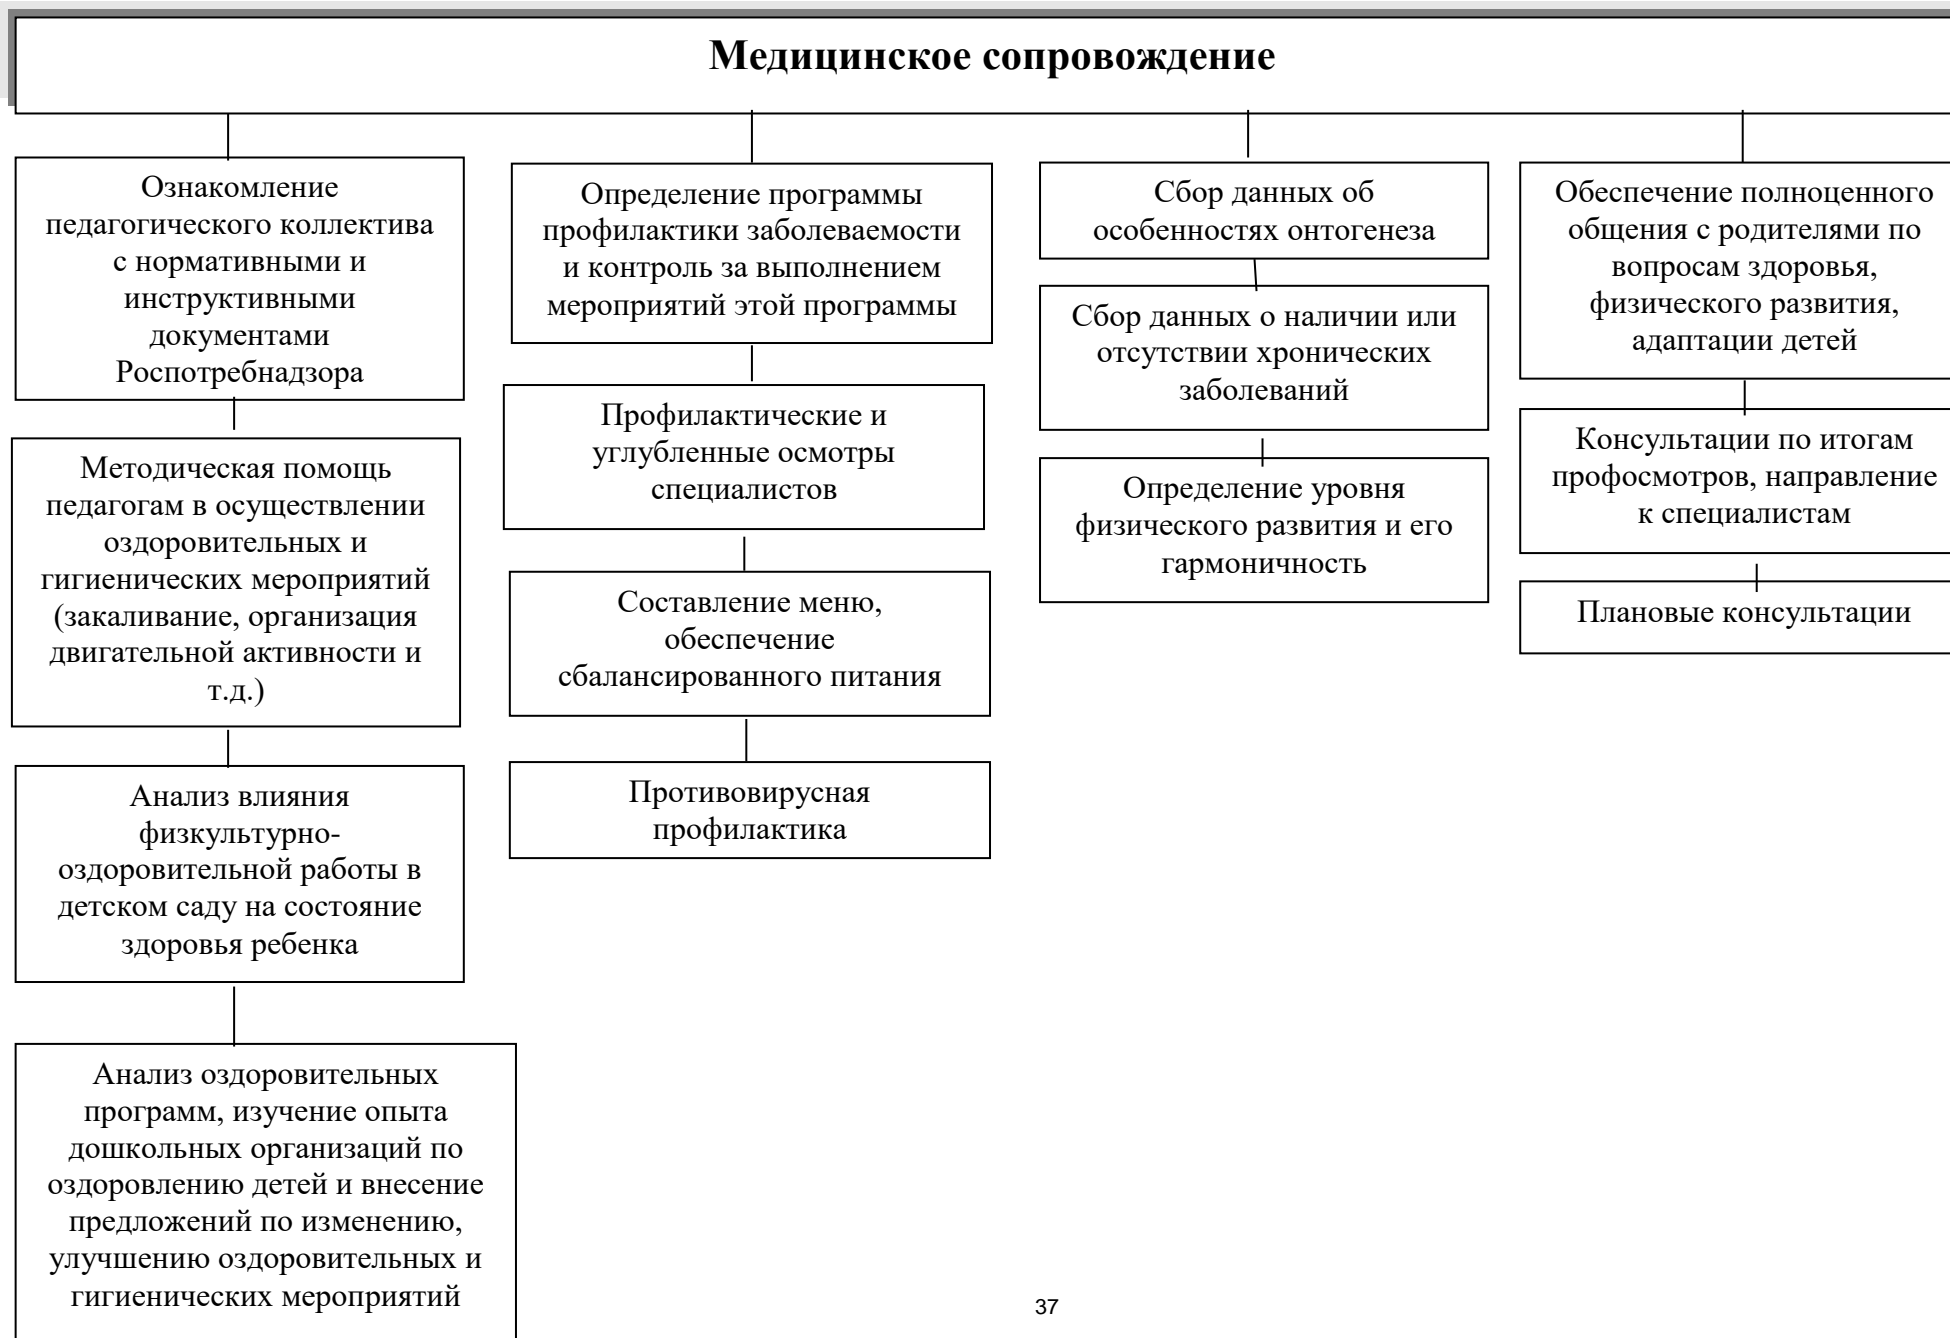 Медицинское сопровождение
Ознакомление
педагогического коллектива
с нормативными и
инструктивными
документами
Роспотребнадзора
Методическая помощь
педагогам в осуществлении
оздоровительных и
гигиенических мероприятий
(закаливание, организация
двигательной активности и
т.д.)
Анализ влияния
физкультурно-
оздоровительной работы в
детском саду на состояние
здоровья ребенка
Анализ оздоровительных
программ, изучение опыта
дошкольных организаций по
оздоровлению детей и внесение
предложений по изменению,
улучшению оздоровительных и
гигиенических мероприятий
Определение программы
профилактики заболеваемости
и контроль за выполнением
мероприятий этой программы
Профилактические и
углубленные осмотры
специалистов
Составление меню,
обеспечение
сбалансированного питания
Противовирусная
профилактика
Сбор данных об
особенностях онтогенеза
Сбор данных о наличии или
отсутствии хронических
заболеваний
Определение уровня
физического развития и его
гармоничность
Обеспечение полноценного
общения с родителями по
вопросам здоровья,
физического развития,
адаптации детей
Консультации по итогам
профосмотров, направление
к специалистам
Плановые консультации
37